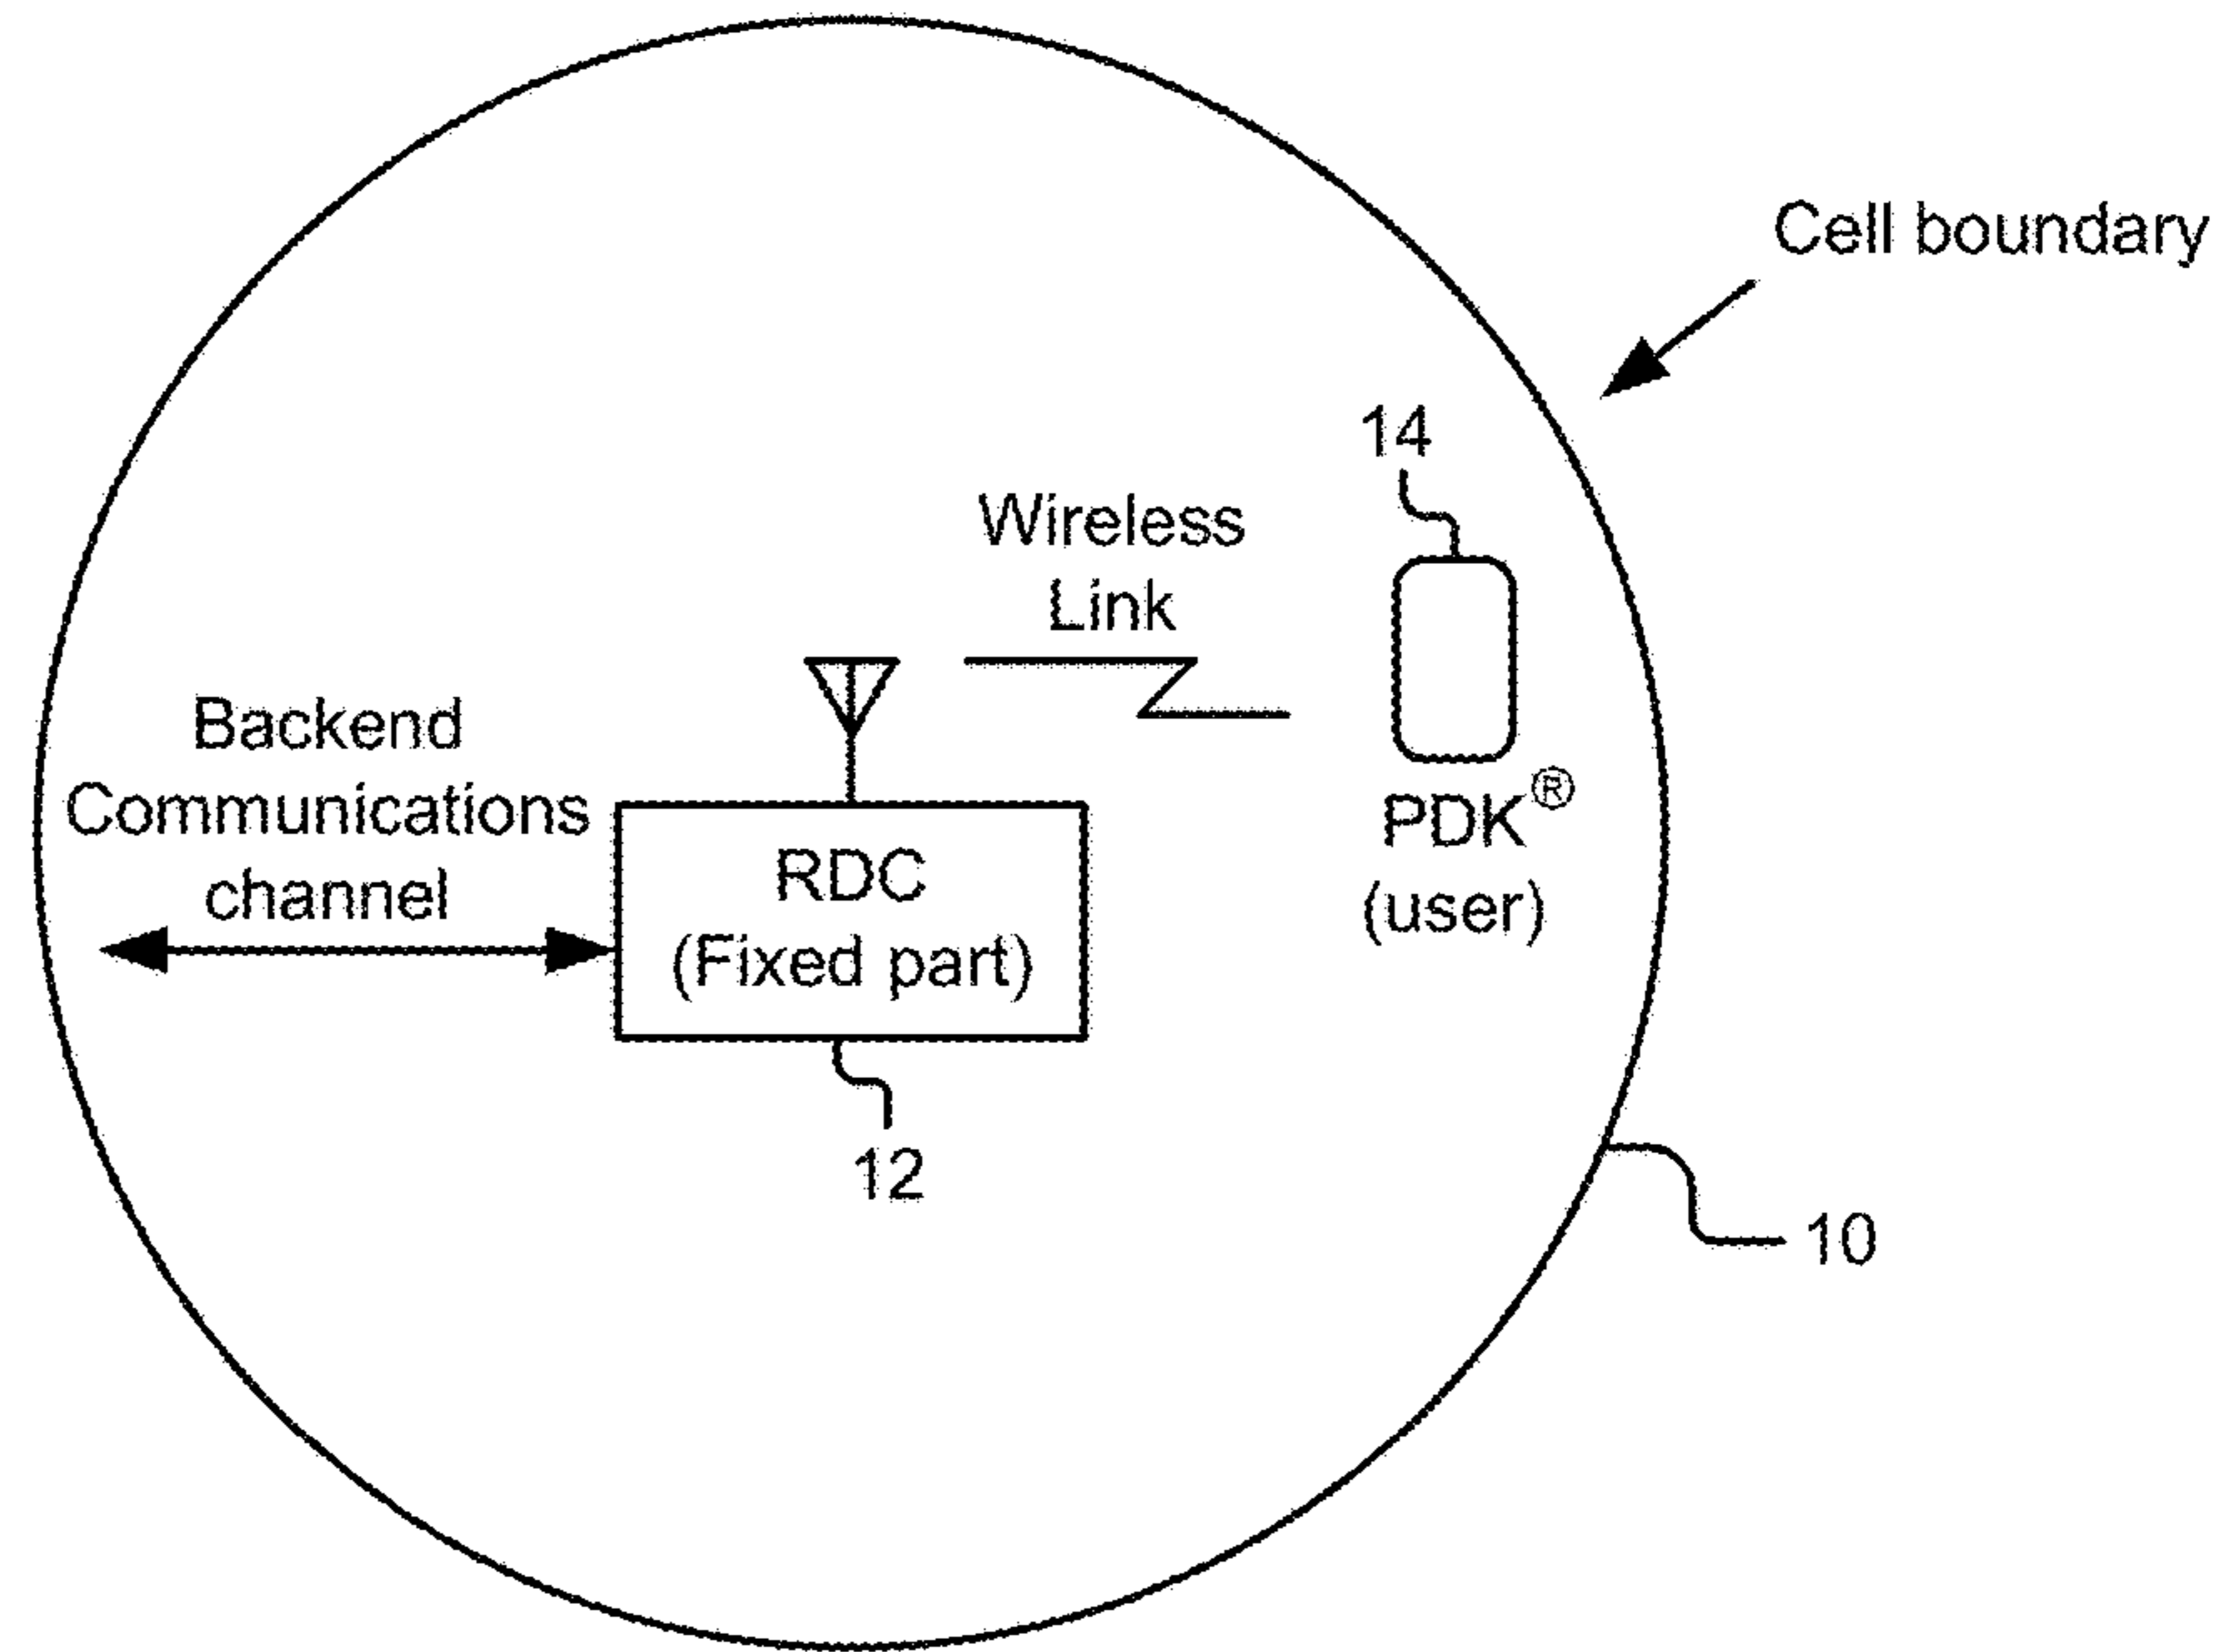 Cell boundary
14
Wireless
Link
Backend
Communications
channel
RDC
(Fixed part)
PDK®
(user)
12
10